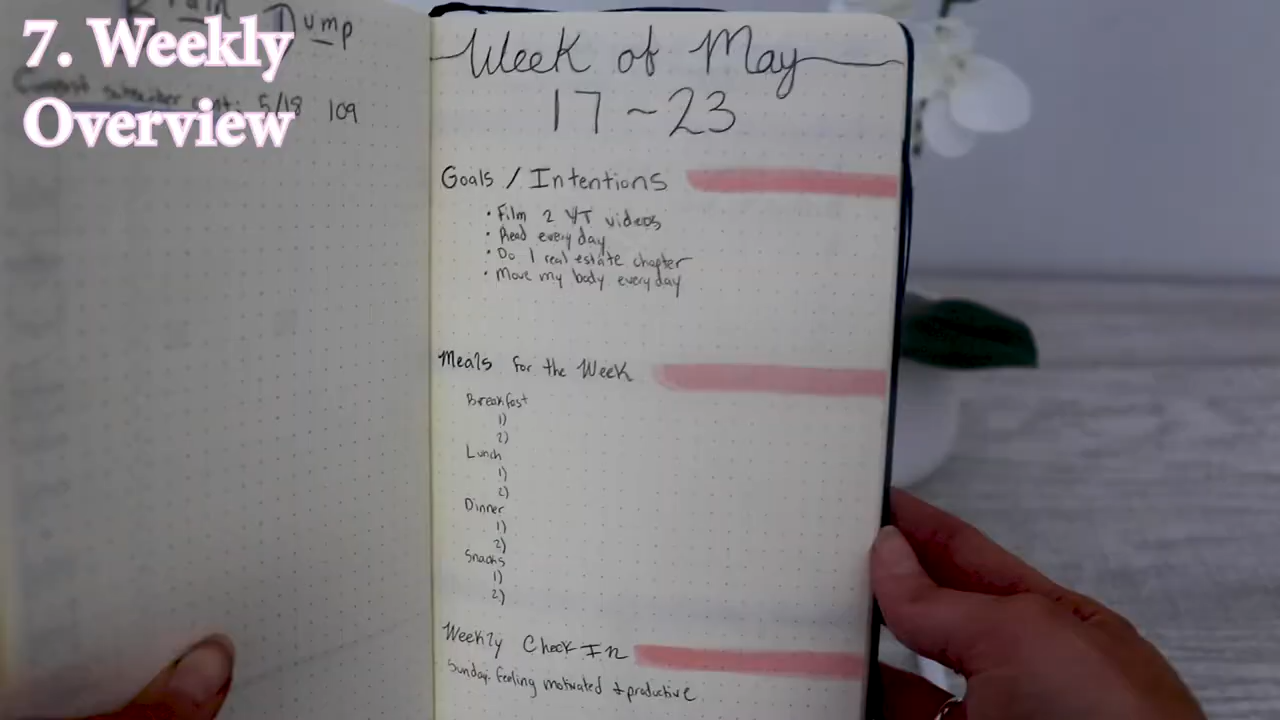 7. Weekly
Overview
Brain Dump
5/18 109
Week of May
17 ~ 23
Goals / Intentions
• Film 2 YT videos
• Read every day
• Do 1 real estate chapter
• Move my body every day
Meals for the Week
Breakfast
1)
2)
Lunch
1)
2)
Dinner
1)
2)
Snacks
1)
2)
Weekly Check In
Sunday- feeling motivated + productive